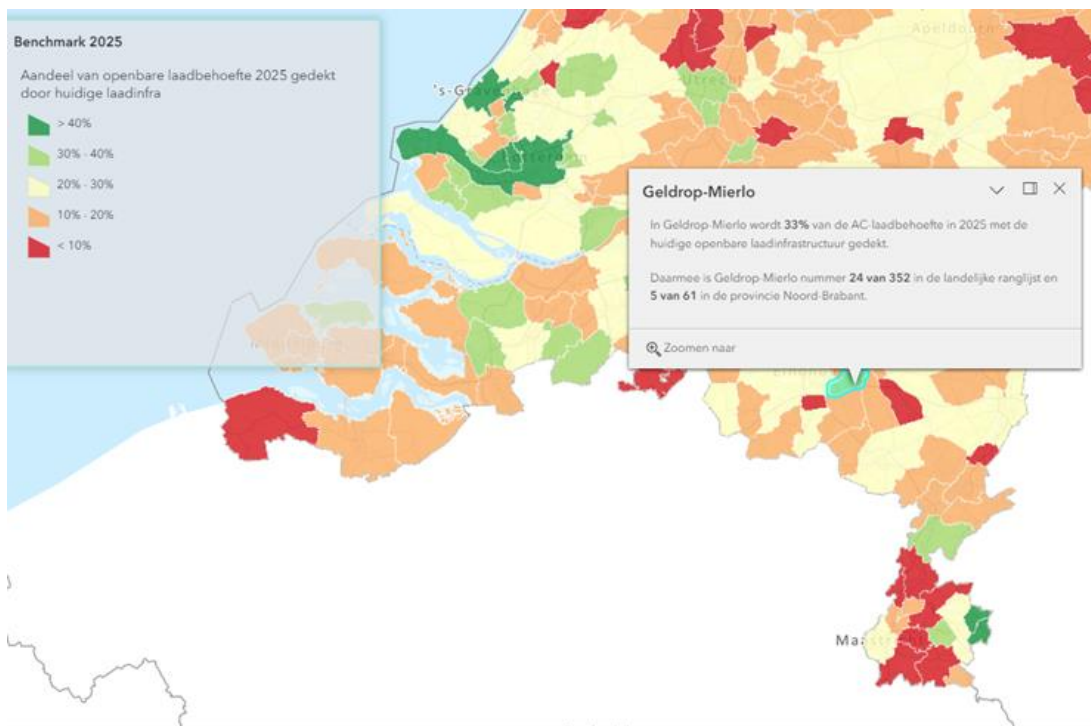 Benchmark 2025
Aandeel van openbare laadbehoefte 2025 gedekt
door huidige laadinfra
> 40%
30% - 40%
20% - 30%
10% - 20%
< 10%
Apeldoorn
Utrecht
Geldrop-Mierlo
In Geldrop-Mierlo wordt 33% van de AC-laadbehoefte in 2025 met de
huidige openbare laadinfrastructuur gedekt.
Daarmee is Geldrop-Mierlo nummer 24 van 352 in de landelijke ranglijst en
5 van 61 in de provincie Noord-Brabant.
Zoomen naar